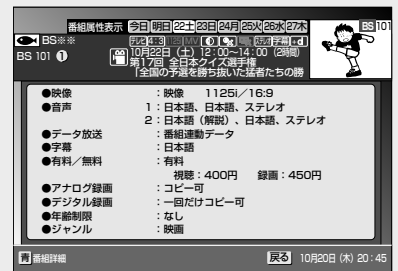 番組属性表示 今日 明日 22土 23日 24月 25火 26水 27木 BS 101
BS※※
BS 101 1
10月22日 (土) 12:00〜14:00 (2時間)
第17回 全日本クイズ選手権
「全国の予選を勝ち抜いた猛者たちの勝
●映像 :映像 1125i/16:9
●音声 1:日本語、日本語、ステレオ
2:日本語(解説)、日本語、ステレオ
●データ放送 :番組連動データ
●字幕 :日本語
●有料/無料 :有料
視聴:400円 録画:450円
●アナログ録画 :コピー可
●デジタル録画 :一回だけコピー可
●年齢制限 :なし
●ジャンル :映画
青 番組詳細 戻る 10月20日 (木) 20:45